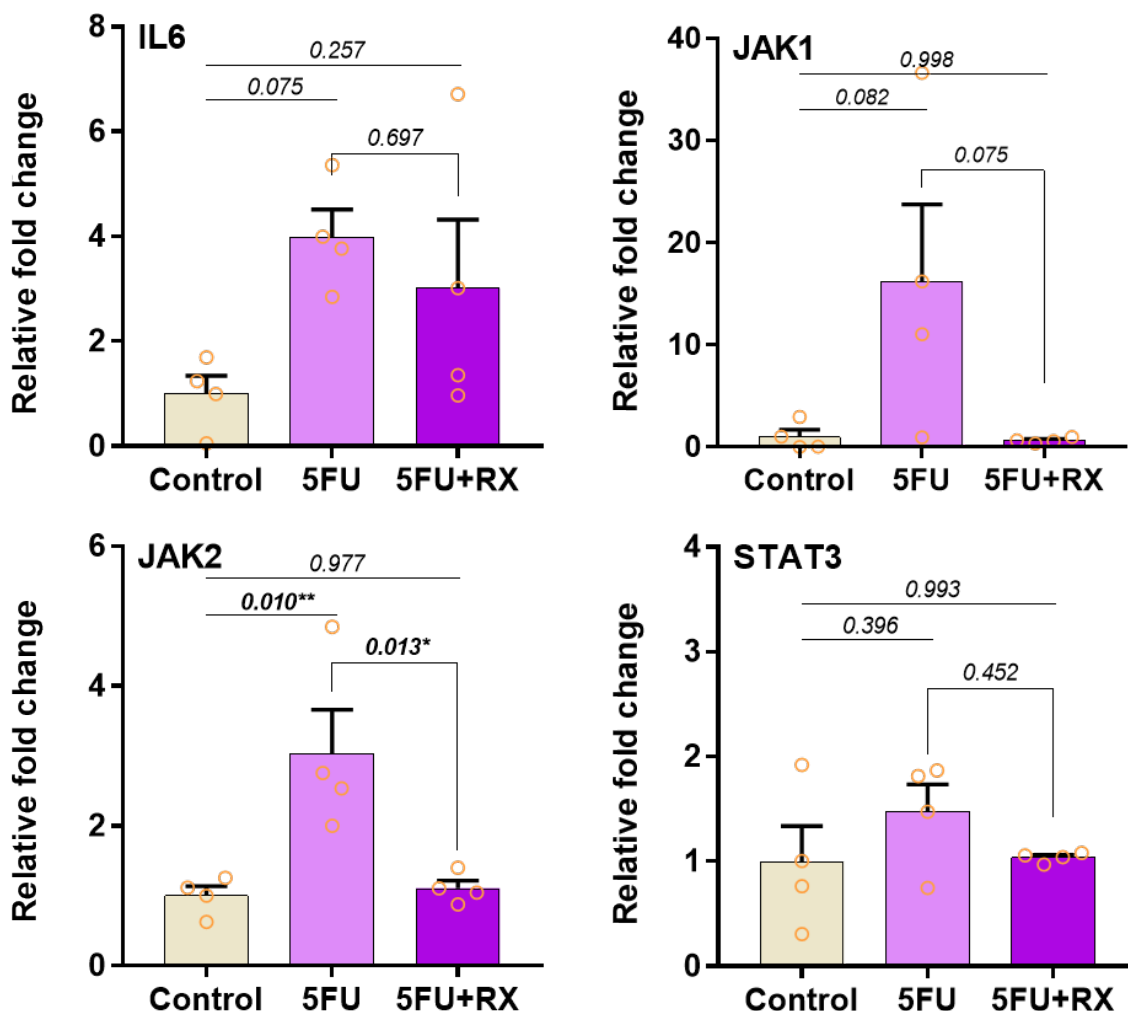 IL6
Relative fold change
8
6
4
2
0
0.257
0.075
0.697
Control 5FU 5FU+RX
JAK1
Relative fold change
40
30
20
10
0
0.998
0.082
0.075
Control 5FU 5FU+RX
JAK2
Relative fold change
6
4
2
0
0.977
0.010**
0.013*
Control 5FU 5FU+RX
STAT3
Relative fold change
4
3
2
1
0
0.993
0.396
0.452
Control 5FU 5FU+RX